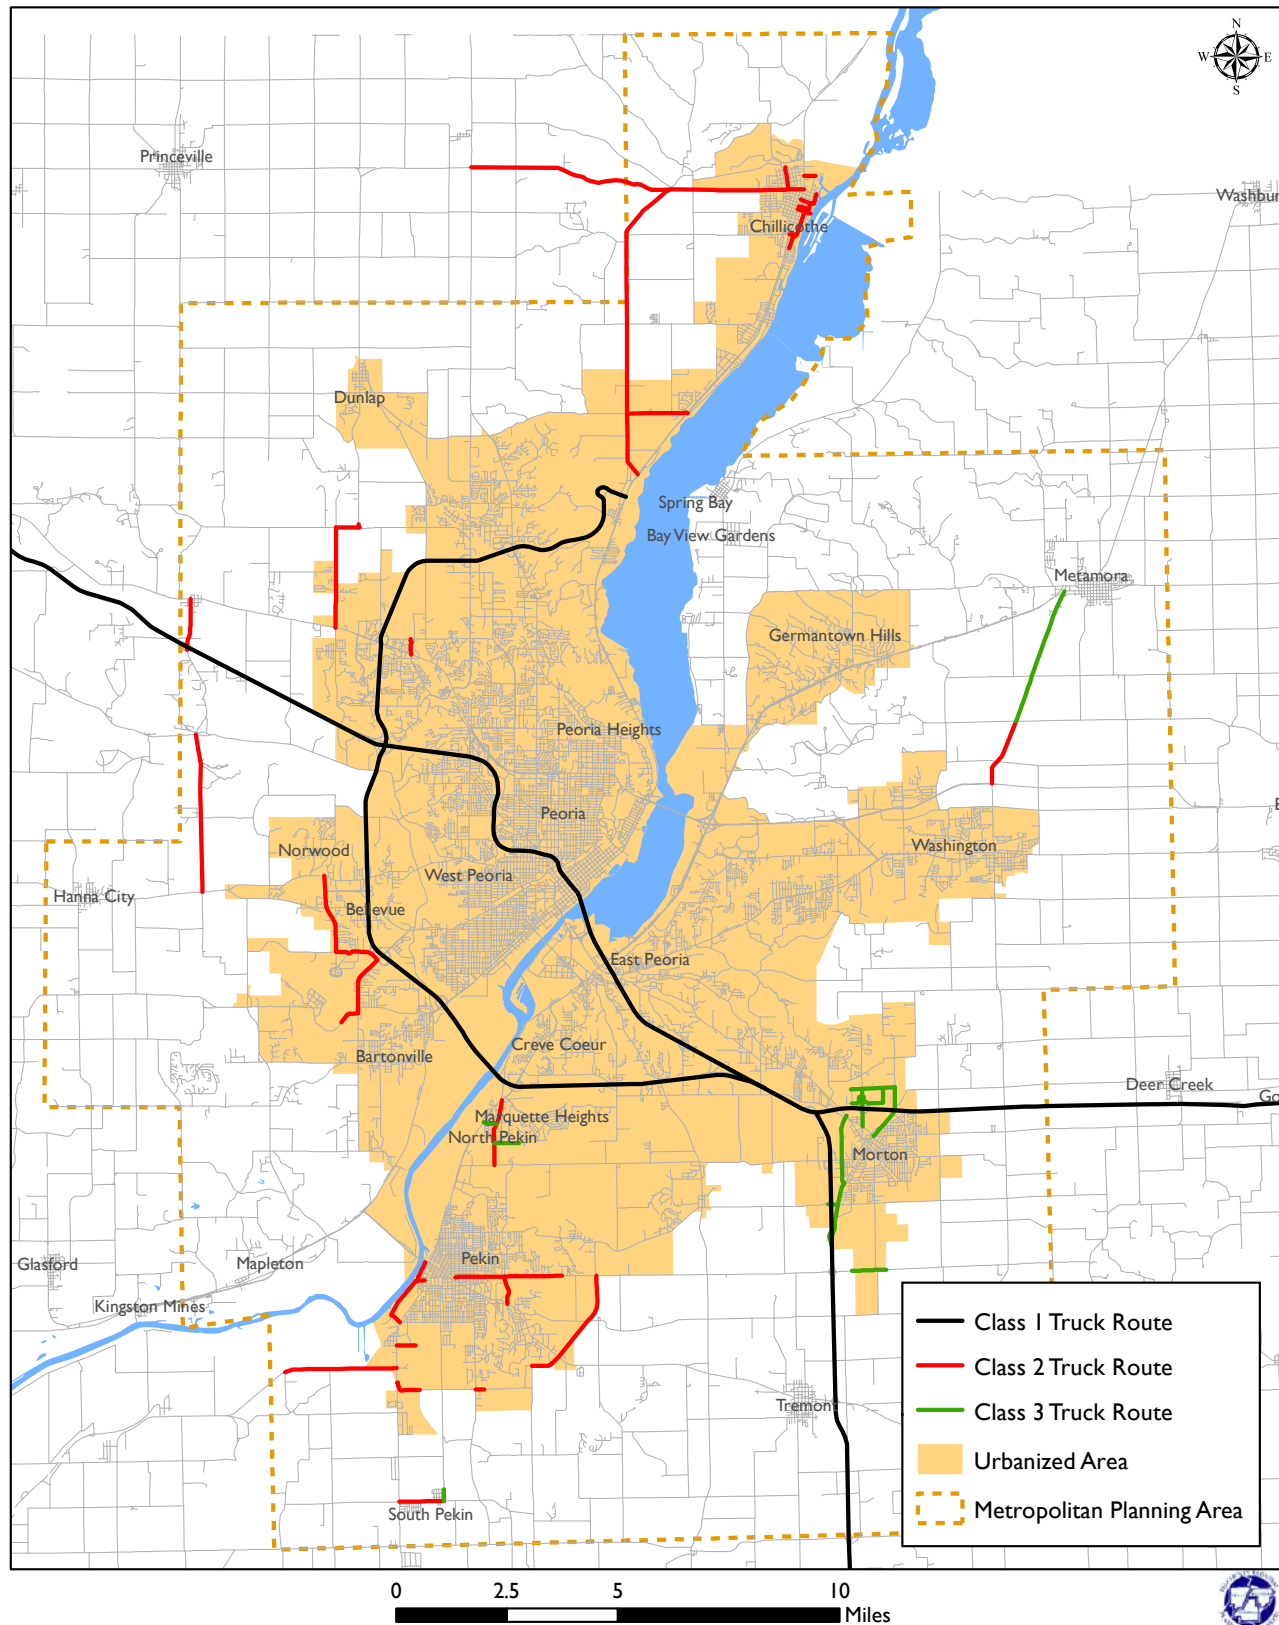 N
W
E
S
Princeville
Washbur
Chillicothe
Dunlap
Spring Bay
Bay View Gardens
Metamora
Germantown Hills
Peoria Heights
Peoria
Norwood
Washington
West Peoria
Hanna City
Bellevue
East Peoria
Creve Coeur
Bartonville
Deer Creek
Go
Marquette Heights
North Pekin
Morton
Pekin
Glasford
Mapleton
Kingston Mines
Tremont
South Pekin
Class 1 Truck Route
Class 2 Truck Route
Class 3 Truck Route
Urbanized Area
Metropolitan Planning Area
0
2.5
5
10
Miles